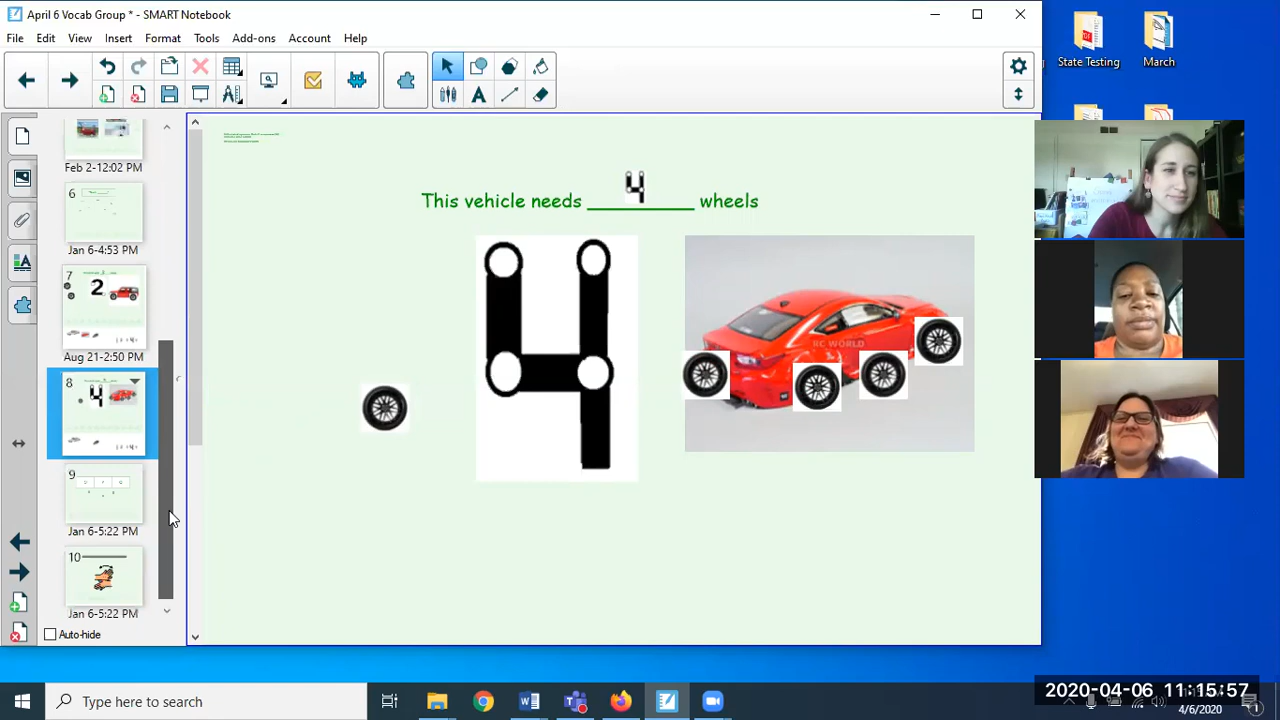 April 6 Vocab Group * - SMART Notebook
File Edit View Insert Format Tools Add-ons Account Help
State Testing
March
Feb 2-12:02 PM
6
Jan 6-4:53 PM
7
2
Aug 21-2:50 PM
8
4
Jan 6-5:22 PM
9
10
Jan 6-5:22 PM
Auto-hide
This vehicle needs 4 wheels
4
RC WORLD
Type here to search
2020-04-06 11:15:57
4/6/2020